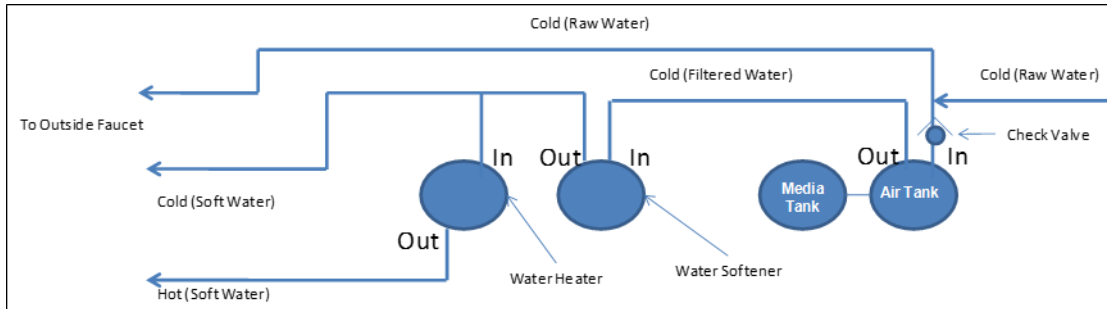 Cold (Raw Water)
Cold (Filtered Water)
Cold (Raw Water)
To Outside Faucet
Check Valve
In
Out
In
Out
In
Media
Tank
Air Tank
Cold (Soft Water)
Out
Water Heater
Water Softener
Hot (Soft Water)